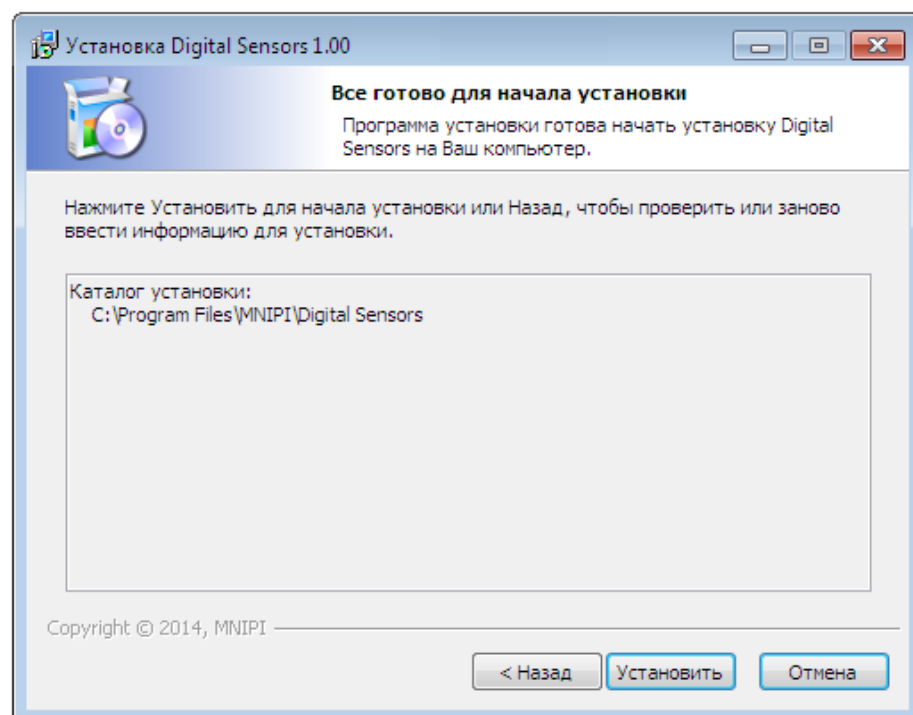 Установка Digital Sensors 1.00
Все готово для начала установки
Программа установки готова начать установку Digital
Sensors на Ваш компьютер.
Нажмите Установить для начала установки или Назад, чтобы проверить или заново
ввести информацию для установки.
Каталог установки:
C:\Program Files\MNIPI\Digital Sensors
Copyright © 2014, MNIPI
< Назад
Установить
Отмена